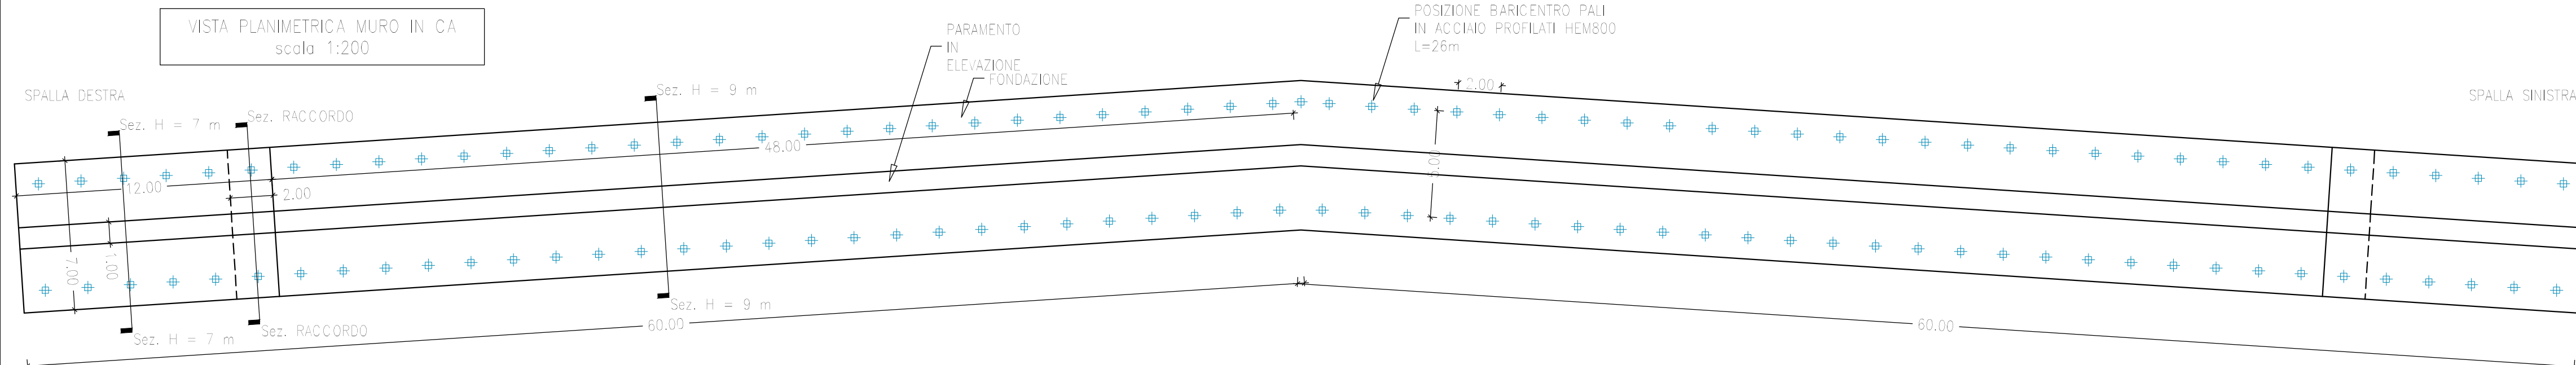 VISTA PLANIMETRICA MURO IN CA
scala 1:200
POSIZIONE BARICENTRO PALI
IN ACCIAIO PROFILATI HEM800
L=26m
PARAMENTO
IN
ELEVAZIONE
FONDAZIONE
SPALLA DESTRA
SPALLA SINISTRA
Sez. H = 9 m
2.00
Sez. RACCORDO
Sez. H = 7 m
48.00
5.00
12.00
2.00
1.00
7.00
Sez. H = 9 m
Sez. RACCORDO
Sez. H = 7 m
60.00
60.00